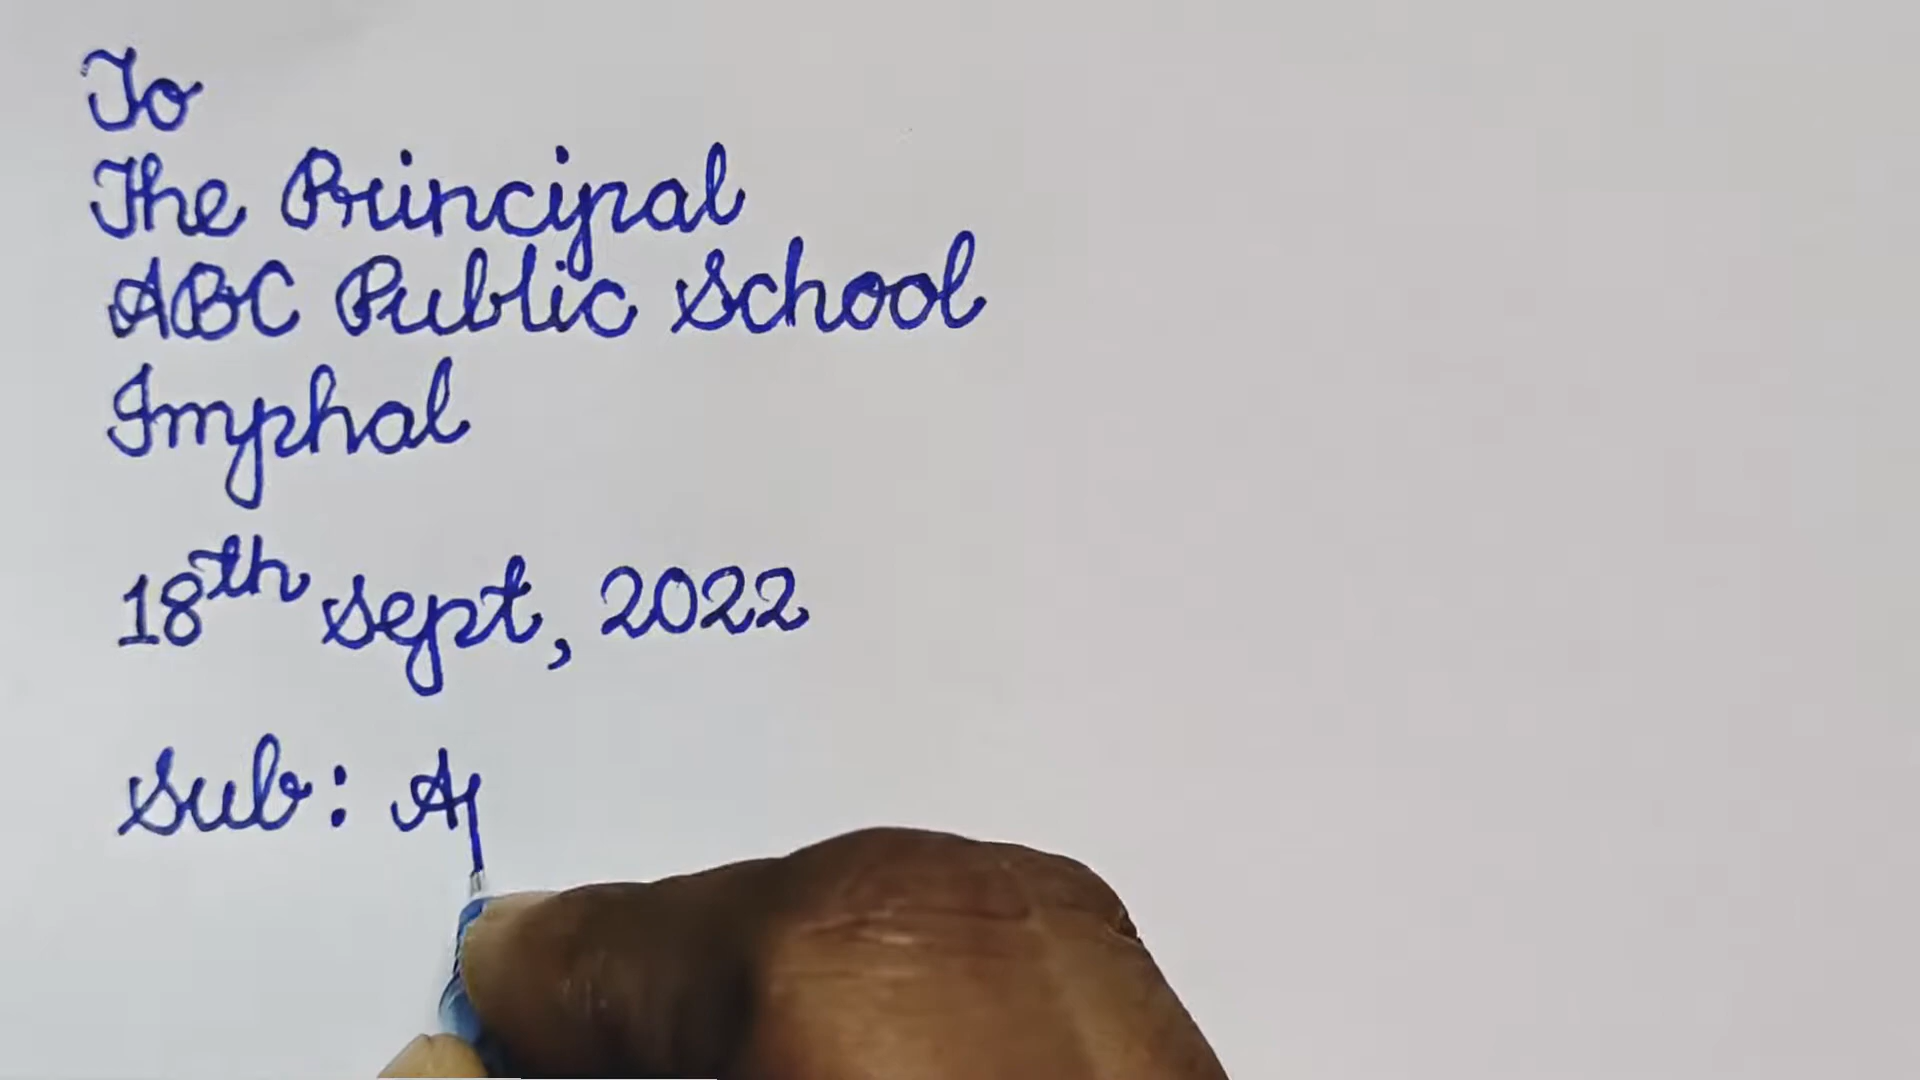 To
The Principal
ABC Public School
Imphal
18th Sept, 2022
Sub: A